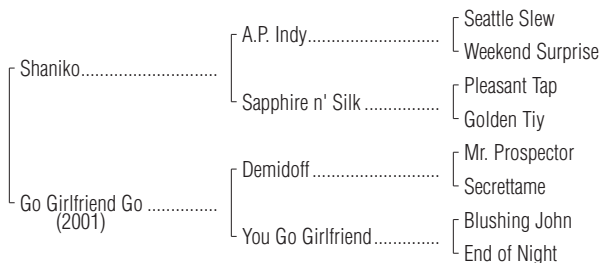 Seattle Slew
A.P. Indy
Weekend Surprise
Shaniko
Pleasant Tap
Sapphire n' Silk
Golden Tiy
Mr. Prospector
Demidoff
Secrettame
Go Girlfriend Go
(2001)
Blushing John
You Go Girlfriend
End of Night